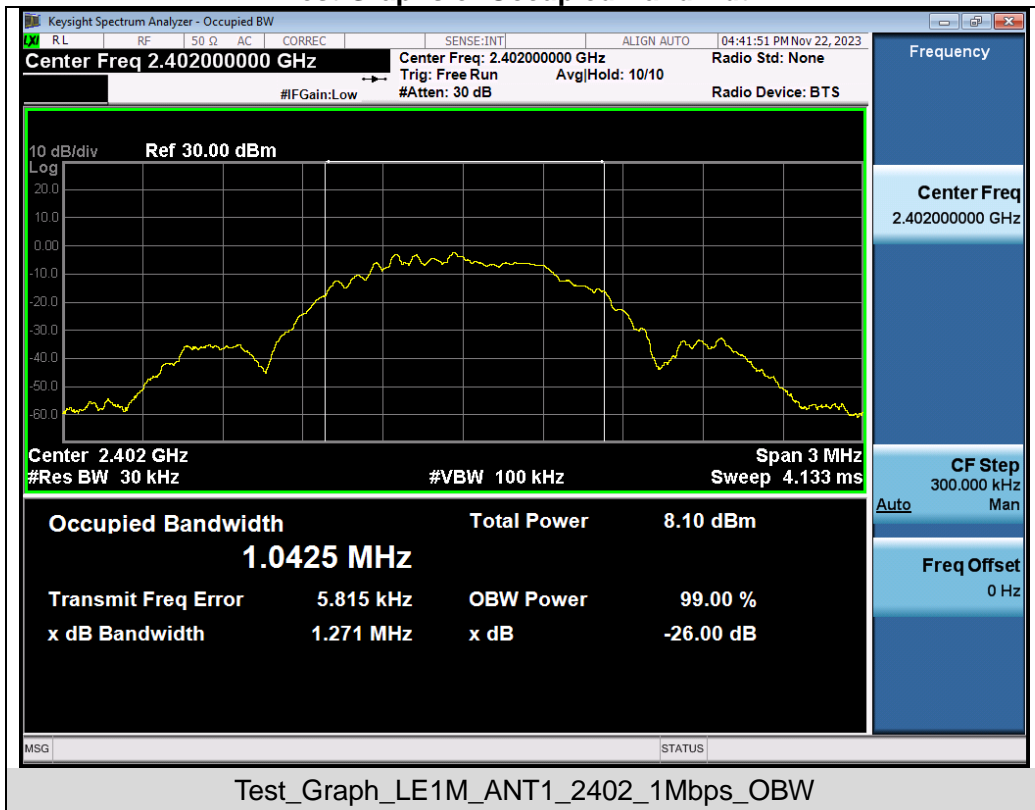 Keysight Spectrum Analyzer - Occupied BW
LXI RL RF 50 Ω AC CORREC SENSE:INT ALIGN AUTO 04:41:51 PM Nov 22, 2023
Center Freq 2.402000000 GHz
Center Freq: 2.402000000 GHz
Radio Std: None
Trig: Free Run Avg|Hold: 10/10
#IFGain:Low #Atten: 30 dB
Radio Device: BTS
10 dB/div Ref 30.00 dBm
Log
20.0
10.0
0.00
-10.0
-20.0
-30.0
-40.0
-50.0
-60.0
Center 2.402 GHz Span 3 MHz
#Res BW 30 kHz #VBW 100 kHz Sweep 4.133 ms
Occupied Bandwidth Total Power 8.10 dBm
1.0425 MHz
Transmit Freq Error 5.815 kHz OBW Power 99.00 %
x dB Bandwidth 1.271 MHz x dB -26.00 dB
MSG STATUS
Frequency
Center Freq
2.402000000 GHz
CF Step
300.000 kHz
Auto Man
Freq Offset
0 Hz
Test_Graph_LE1M_ANT1_2402_1Mbps_OBW